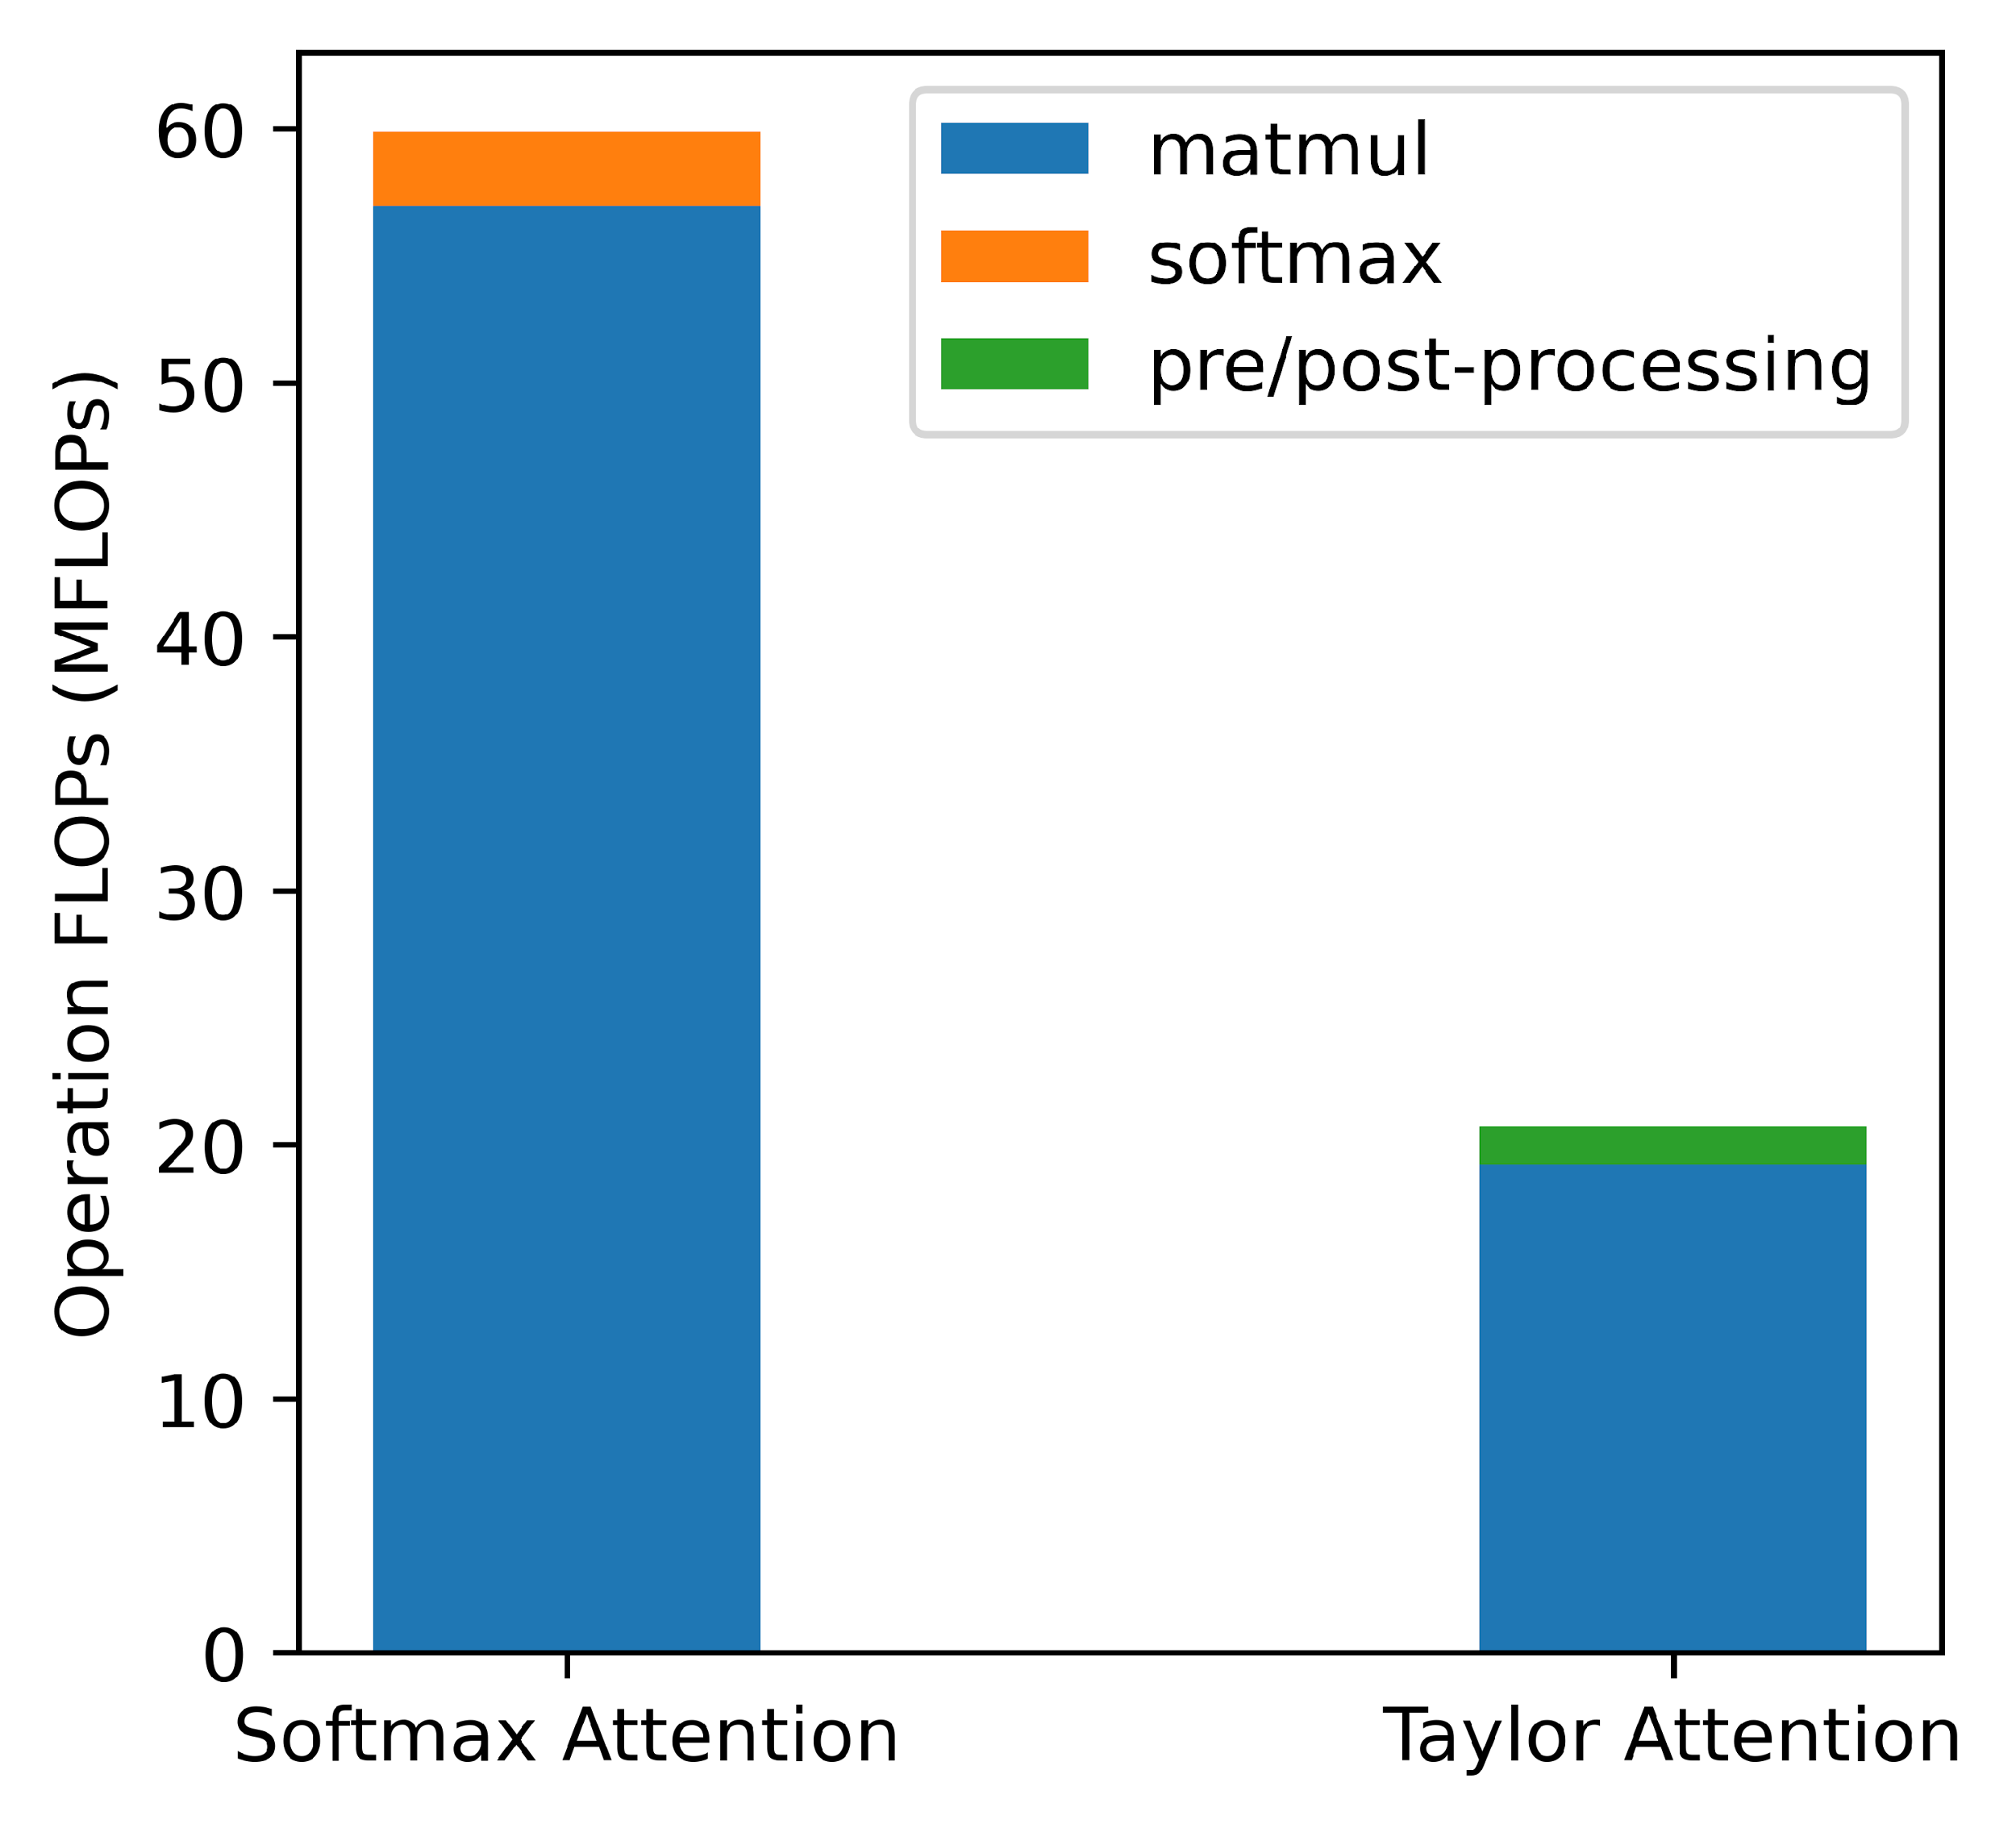 Operation FLOPs (MFLOPs)
60
50
40
30
20
10
0
matmul
softmax
pre/post-processing
Softmax Attention
Taylor Attention